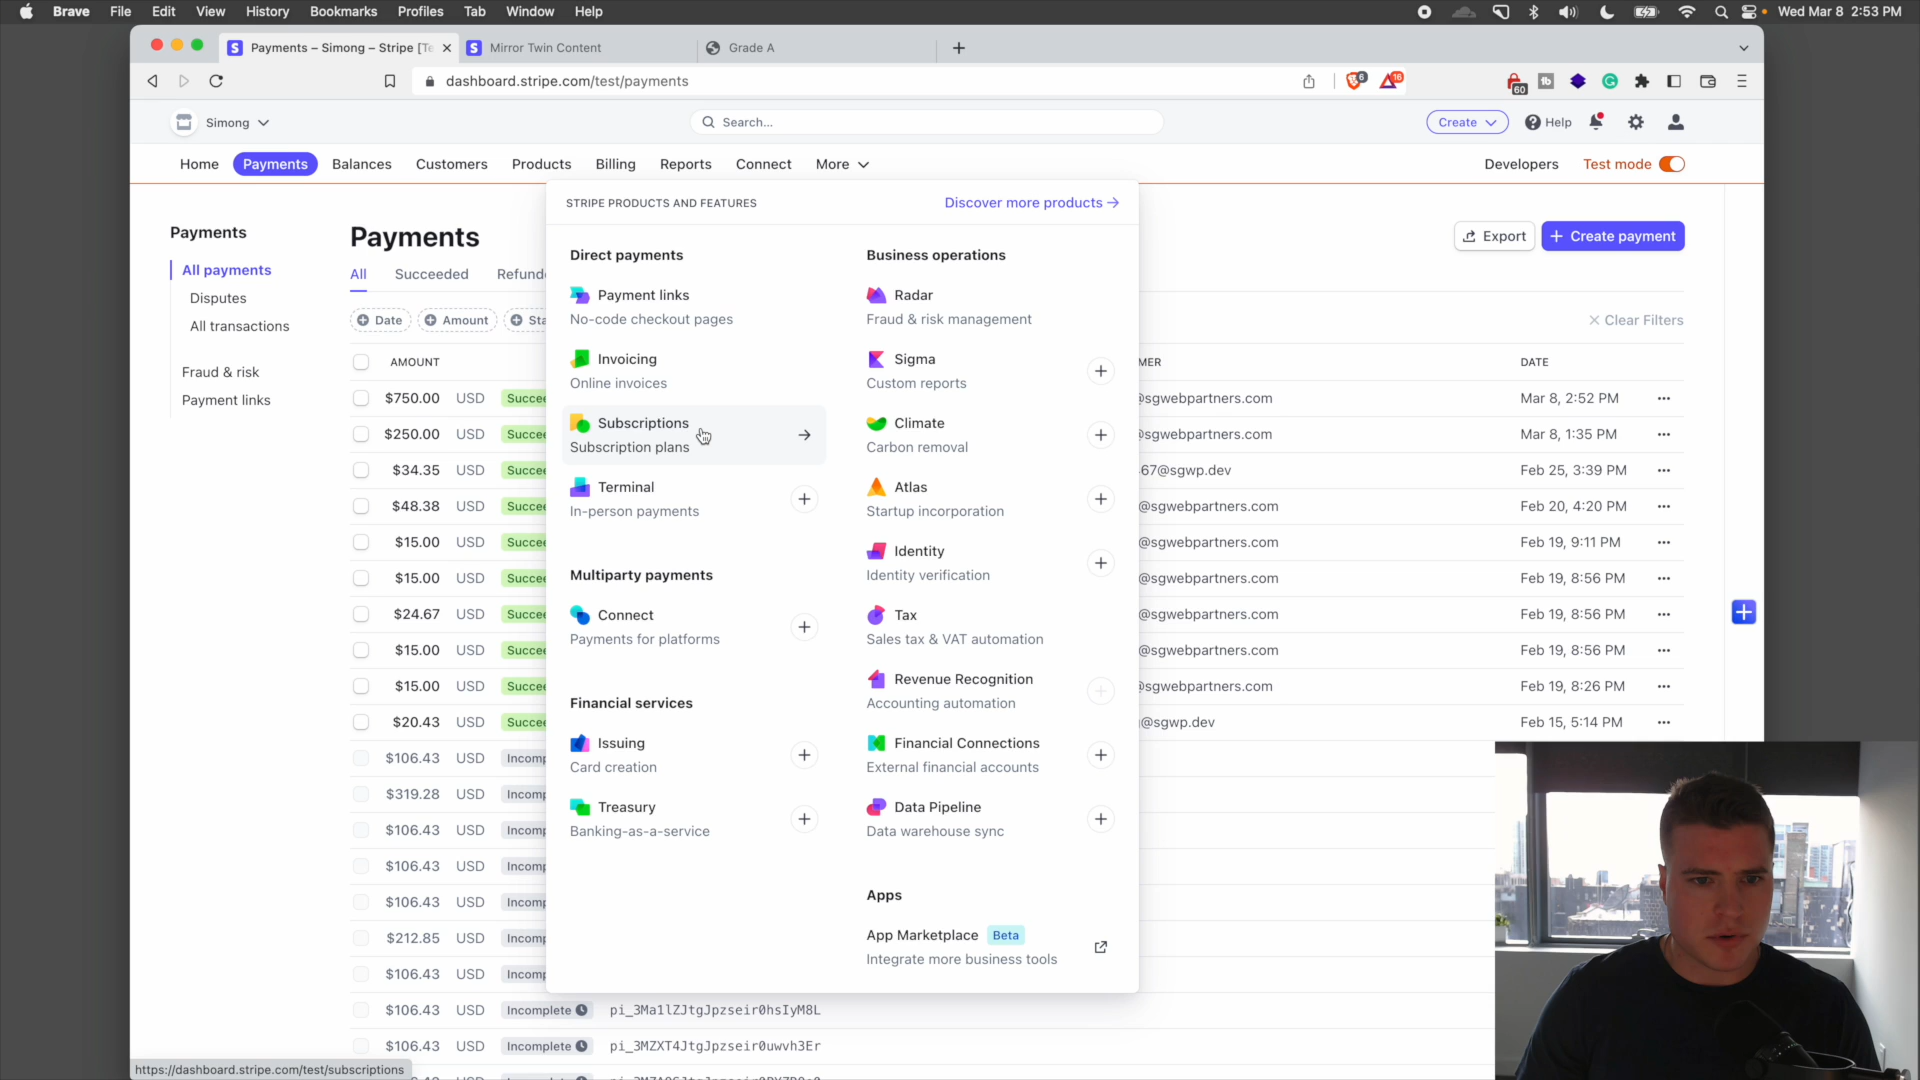 Brave File Edit View History Bookmarks Profiles Tab Window Help
Wed Mar 8 2:53 PM
Payments – Simong – Stripe [Te
Mirror Twin Content
Grade A
dashboard.stripe.com/test/payments
6
16
60
Simong
Search...
Create
Help
Home Payments Balances Customers Products Billing Reports Connect More
Developers Test mode
STRIPE PRODUCTS AND FEATURES
Discover more products →
Direct payments
Payment links
No-code checkout pages
Invoicing
Online invoices
Subscriptions
Subscription plans
Terminal
In-person payments
Multiparty payments
Connect
Payments for platforms
Financial services
Issuing
Card creation
Treasury
Banking-as-a-service
Business operations
Radar
Fraud & risk management
Sigma
Custom reports
Climate
Carbon removal
Atlas
Startup incorporation
Identity
Identity verification
Tax
Sales tax & VAT automation
Revenue Recognition
Accounting automation
Financial Connections
External financial accounts
Data Pipeline
Data warehouse sync
Apps
App Marketplace Beta
Integrate more business tools
Payments
All payments
Disputes
All transactions
Fraud & risk
Payment links
Payments
Export
Create payment
All Succeeded Refund
Date Amount Sta
Clear Filters
AMOUNT MER DATE
$750.00 USD Succe @sgwebpartners.com Mar 8, 2:52 PM
$250.00 USD Succe @sgwebpartners.com Mar 8, 1:35 PM
$34.35 USD Succe 67@sgwp.dev Feb 25, 3:39 PM
$48.38 USD Succe @sgwebpartners.com Feb 20, 4:20 PM
$15.00 USD Succe @sgwebpartners.com Feb 19, 9:11 PM
$15.00 USD Succe @sgwebpartners.com Feb 19, 8:56 PM
$24.67 USD Succe @sgwebpartners.com Feb 19, 8:56 PM
$15.00 USD Succe @sgwebpartners.com Feb 19, 8:56 PM
$15.00 USD Succe @sgwebpartners.com Feb 19, 8:26 PM
$20.43 USD Succe @sgwp.dev Feb 15, 5:14 PM
$106.43 USD Incomp
$319.28 USD Incomp
$106.43 USD Incomp
$106.43 USD Incomp
$106.43 USD Incomp
$212.85 USD Incomp
$106.43 USD Incomp
$106.43 USD Incomplete pi_3Ma1lZJtgJpzseir0hsIyM8L
$106.43 USD Incomplete pi_3MZXT4JtgJpzseir0uwvh3Er
https://dashboard.stripe.com/test/subscriptions